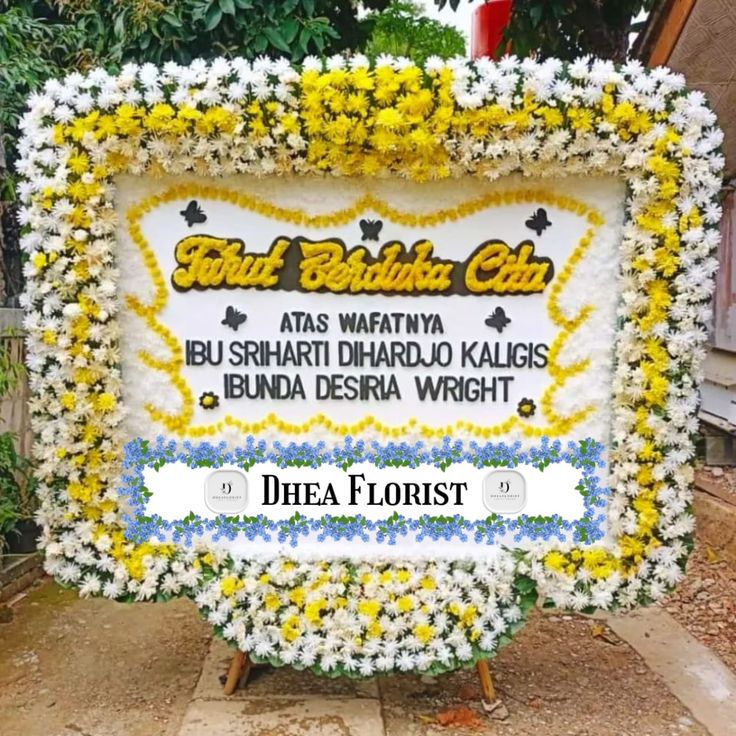 Turut Berduka Cita
ATAS WAFATNYA
IBU SRIHARTI DIHARDJO KALIGIS
IBUNDA DESIRIA WRIGHT
DHEA FLORIST